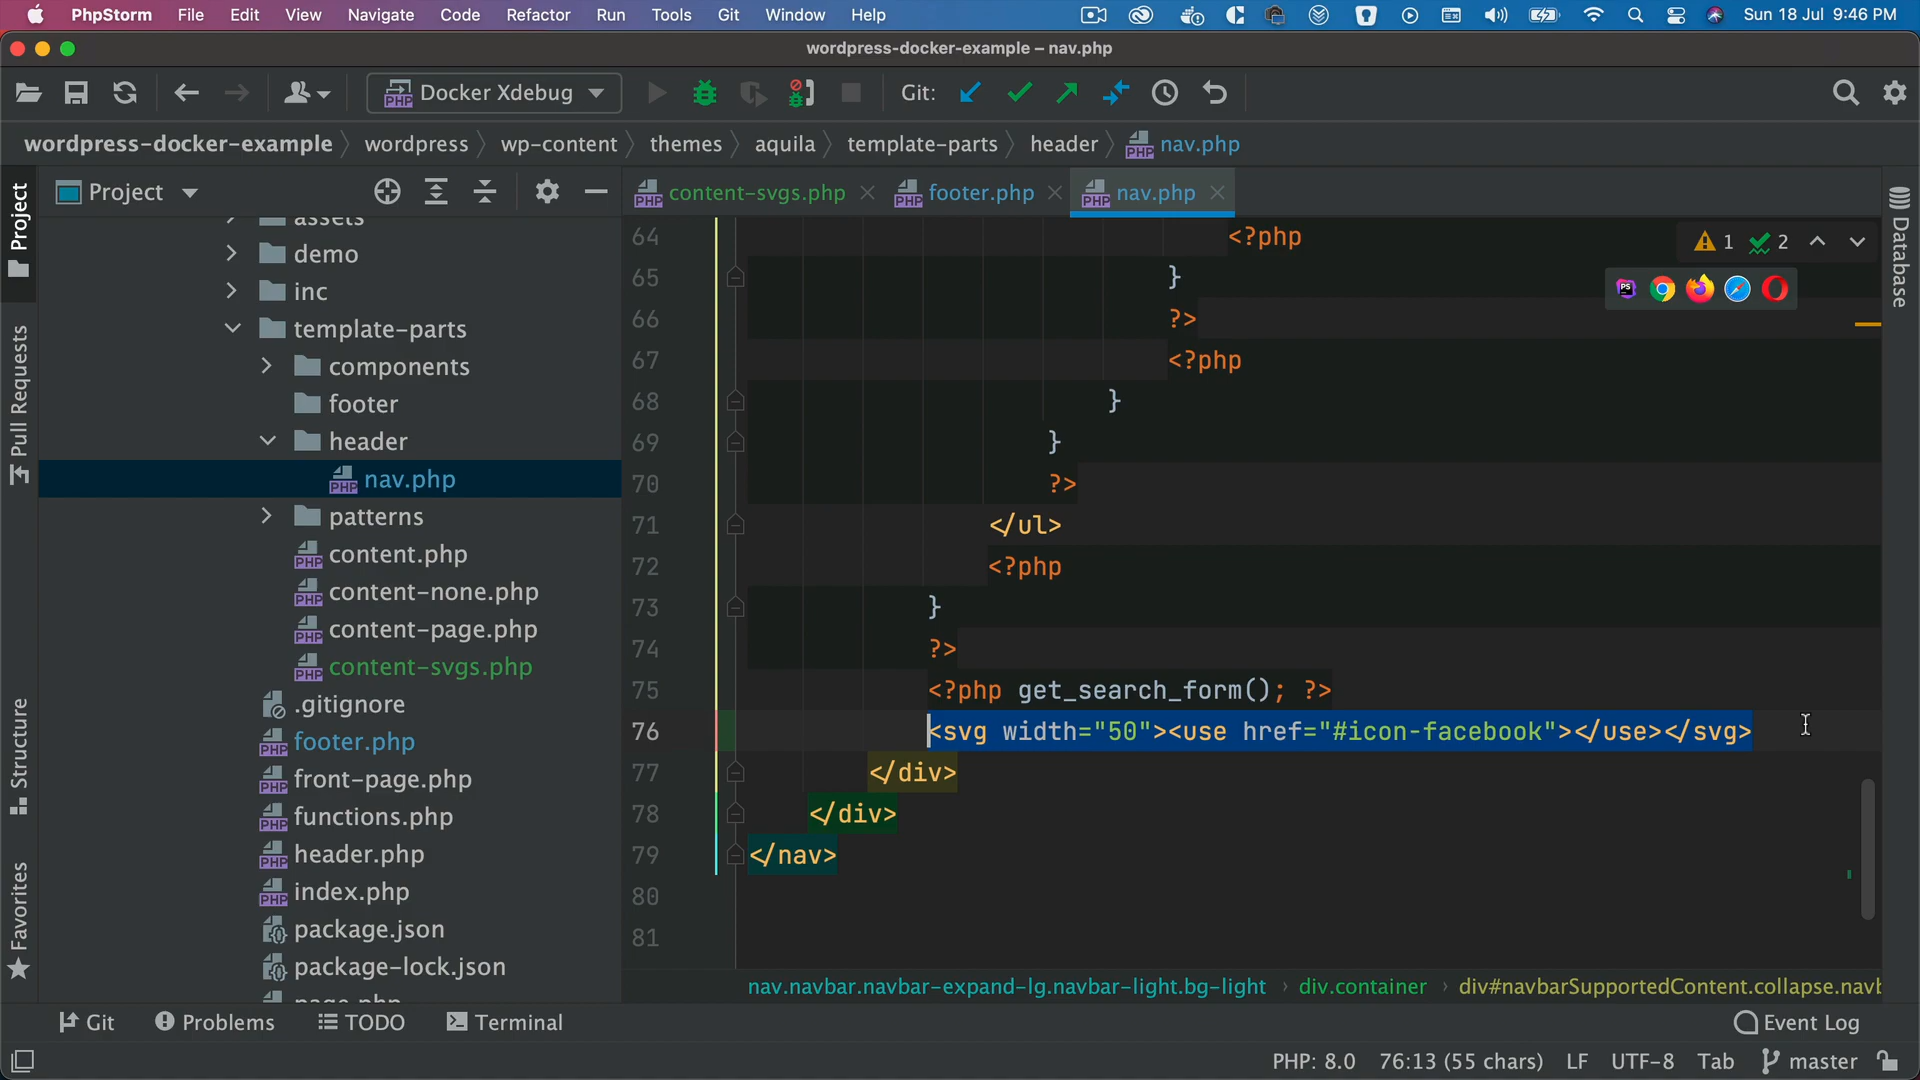 PhpStorm File Edit View Navigate Code Refactor Run Tools Git Window Help Sun 18 Jul 9:46 PM
wordpress-docker-example – nav.php
PHP Docker Xdebug Git:
wordpress-docker-example wordpress wp-content themes aquila template-parts header nav.php
Project
content-svgs.php footer.php nav.php
Project
Pull Requests
Structure
Favorites
assets
demo
inc
template-parts
components
footer
header
nav.php
patterns
content.php
content-none.php
content-page.php
content-svgs.php
.gitignore
footer.php
front-page.php
functions.php
header.php
index.php
package.json
package-lock.json
page.php
64 <?php
65 }
66 ?>
67 <?php
68 }
69 }
70 ?>
71 </ul>
72 <?php
73 }
74 ?>
75 <?php get_search_form(); ?>
76 <svg width="50"><use href="#icon-facebook"></use></svg>
77 </div>
78 </div>
79 </nav>
80
81
1 2
Database
nav.navbar.navbar-expand-lg.navbar-light.bg-light div.container div#navbarSupportedContent.collapse.navb
Git Problems TODO Terminal Event Log
PHP: 8.0 76:13 (55 chars) LF UTF-8 Tab master